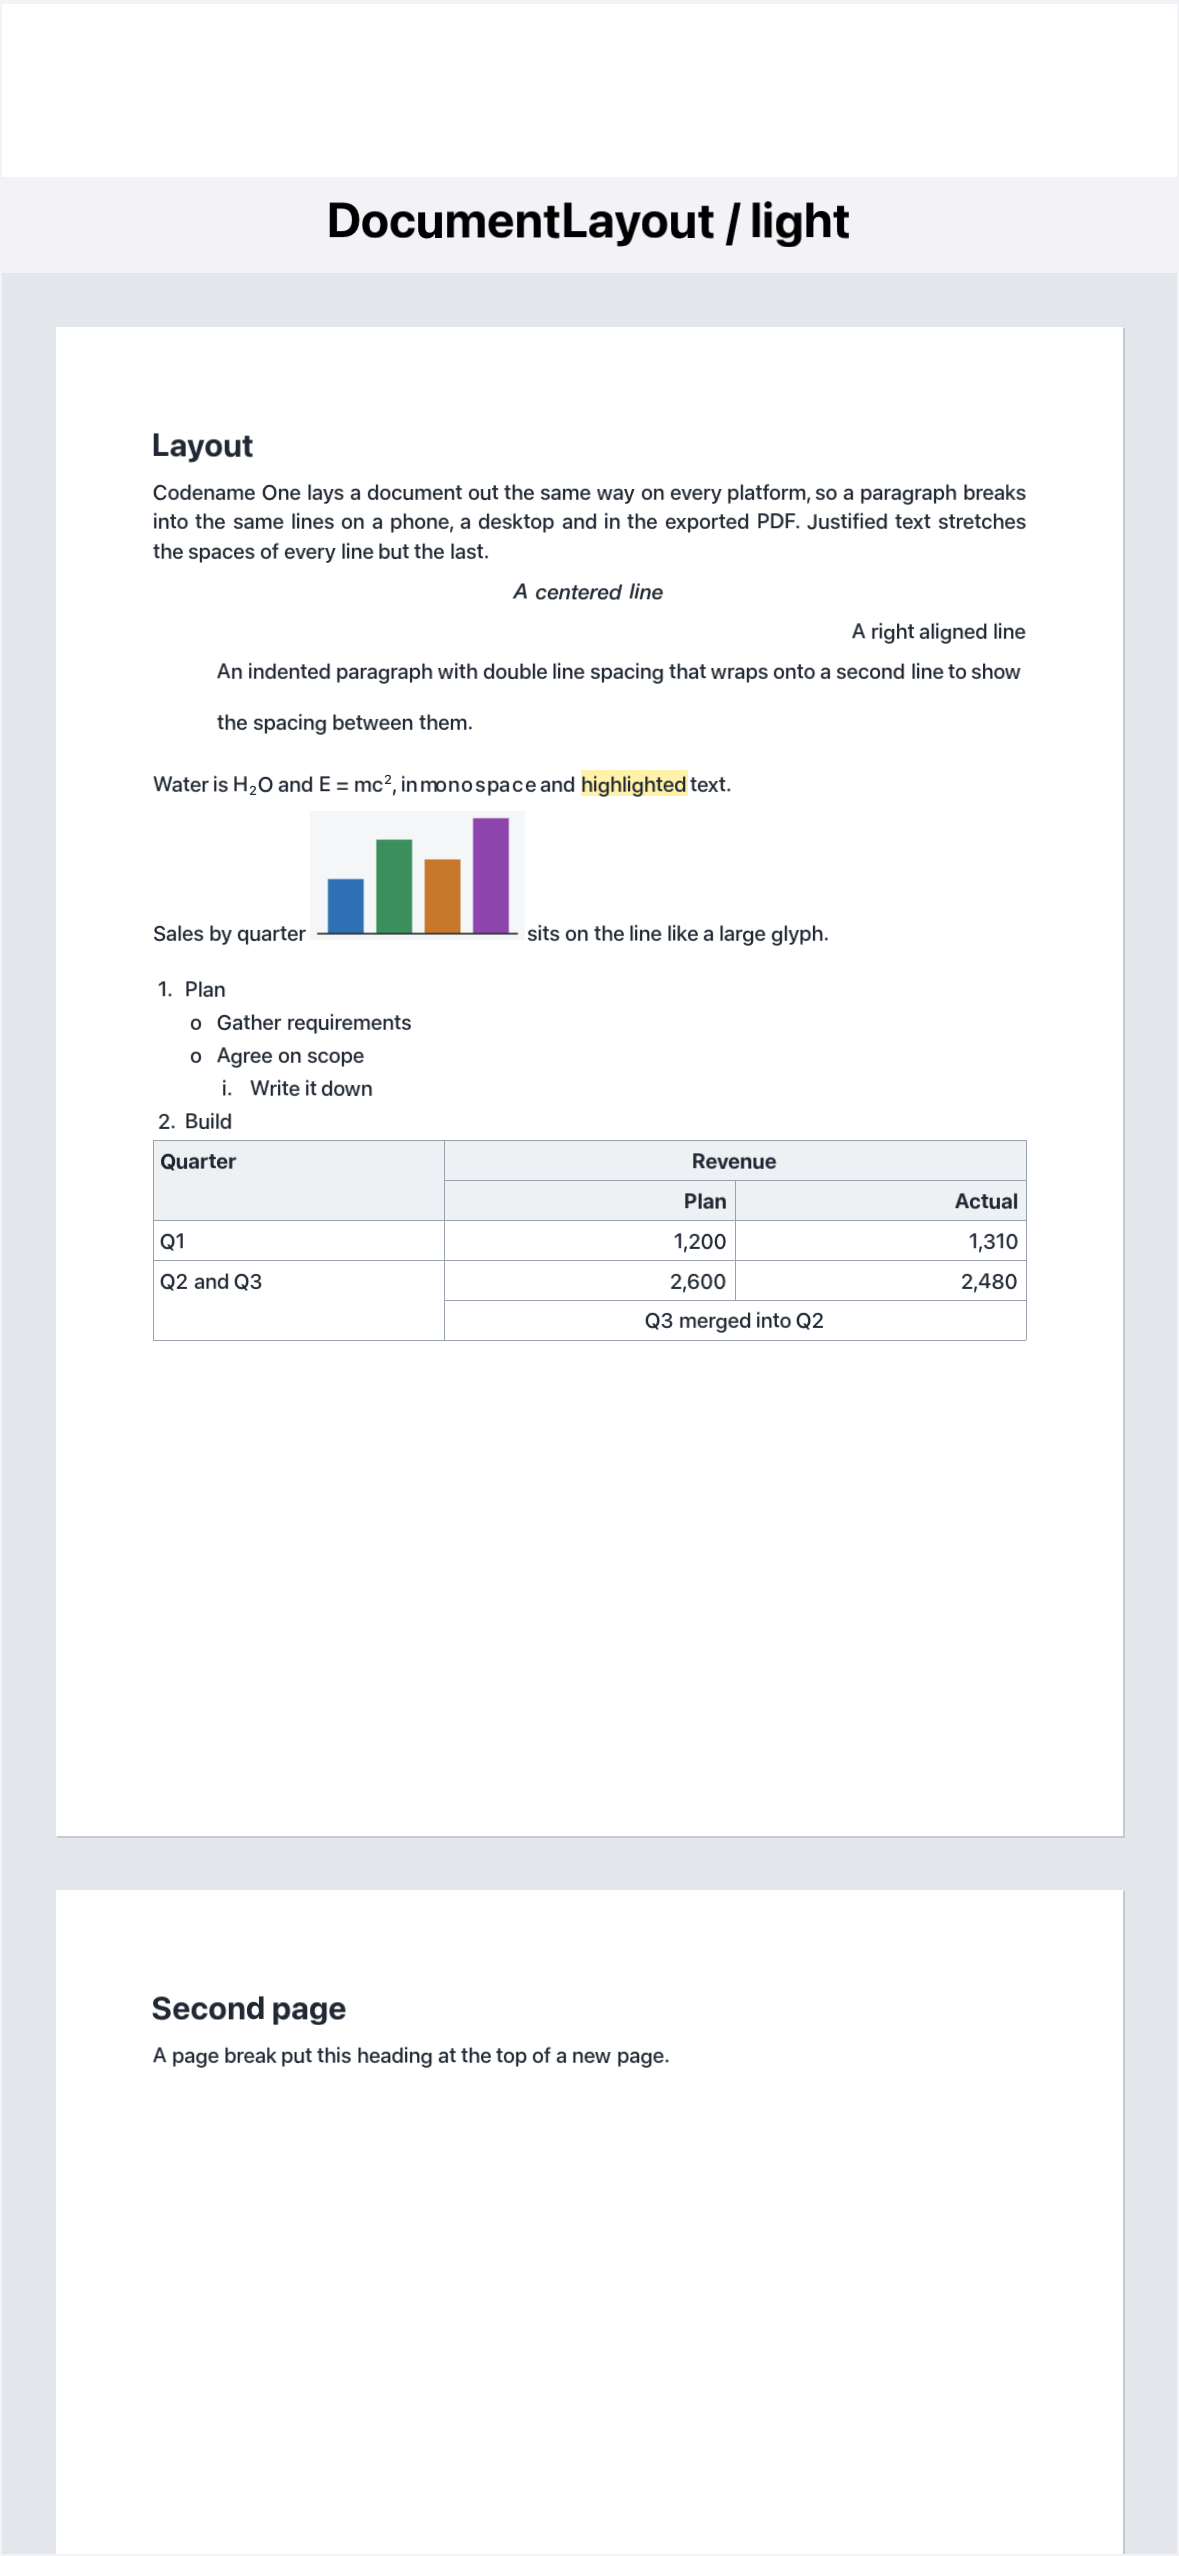 DocumentLayout / light
Layout
Codename One lays a document out the same way on every platform, so a paragraph breaks
into the same lines on a phone, a desktop and in the exported PDF. Justified text stretches
the spaces of every line but the last.
A centered line
A right aligned line
An indented paragraph with double line spacing that wraps onto a second line to show
the spacing between them.
Water is H₂O and E = mc², in monospace and highlighted text.
Sales by quarter sits on the line like a large glyph.
1. Plan
o Gather requirements
o Agree on scope
i. Write it down
2. Build
Quarter Revenue
Plan Actual
Q1 1,200 1,310
Q2 and Q3 2,600 2,480
Q3 merged into Q2
Second page
A page break put this heading at the top of a new page.